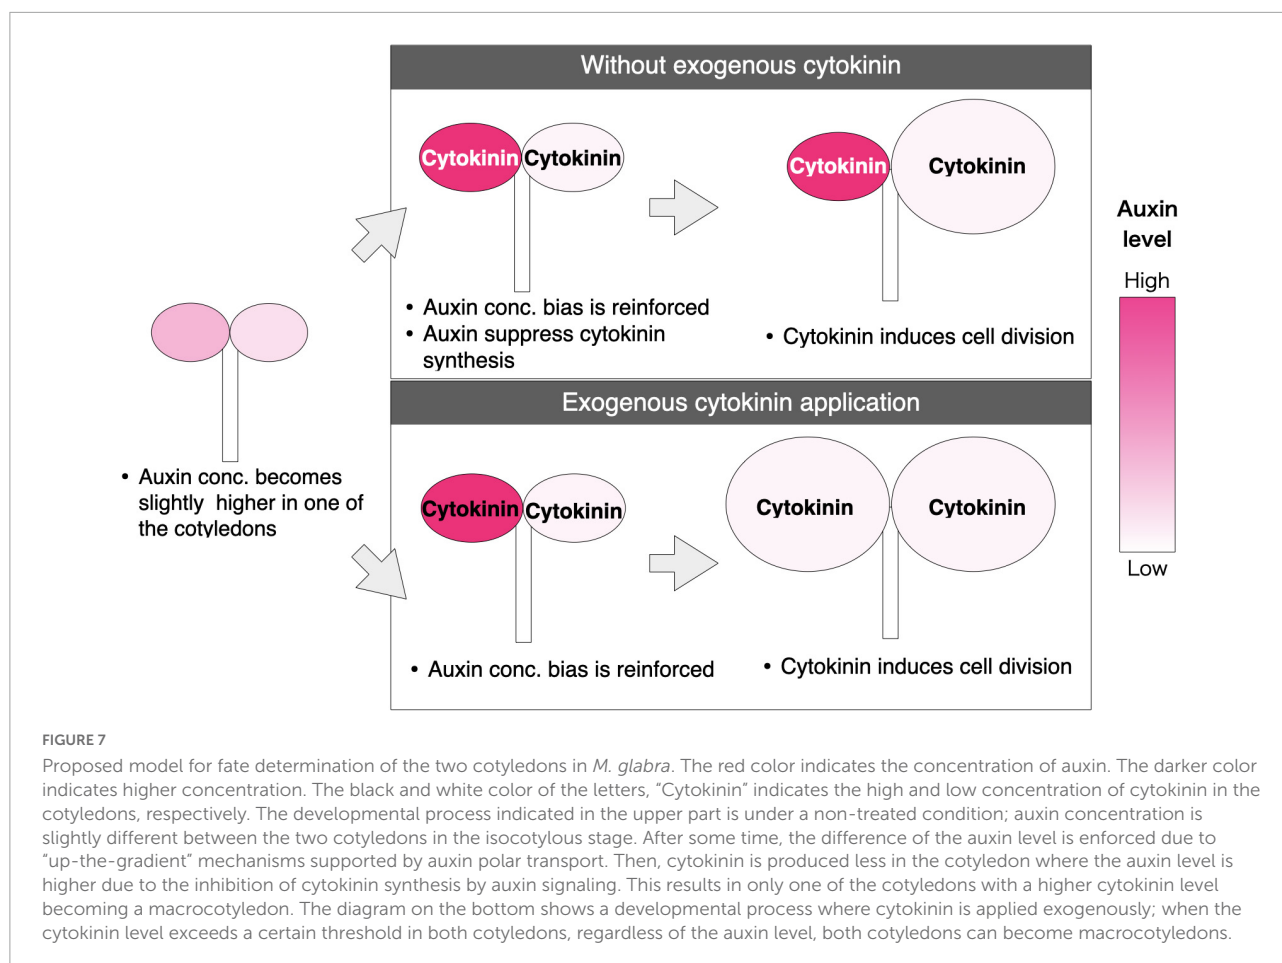 Without exogenous cytokinin
Cytokinin Cytokinin
Cytokinin
Cytokinin
• Auxin conc. bias is reinforced
• Auxin suppress cytokinin
synthesis
• Cytokinin induces cell division
• Auxin conc. becomes
slightly higher in one of
the cotyledons
Exogenous cytokinin application
Cytokinin Cytokinin
Cytokinin
Cytokinin
• Auxin conc. bias is reinforced
• Cytokinin induces cell division
Auxin
level
High
Low
FIGURE 7
Proposed model for fate determination of the two cotyledons in M. glabra. The red color indicates the concentration of auxin. The darker color
indicates higher concentration. The black and white color of the letters, "Cytokinin" indicates the high and low concentration of cytokinin in the
cotyledons, respectively. The developmental process indicated in the upper part is under a non-treated condition; auxin concentration is
slightly different between the two cotyledons in the isocotylous stage. After some time, the difference of the auxin level is enforced due to
"up-the-gradient" mechanisms supported by auxin polar transport. Then, cytokinin is produced less in the cotyledon where the auxin level is
higher due to the inhibition of cytokinin synthesis by auxin signaling. This results in only one of the cotyledons with a higher cytokinin level
becoming a macrocotyledon. The diagram on the bottom shows a developmental process where cytokinin is applied exogenously; when the
cytokinin level exceeds a certain threshold in both cotyledons, regardless of the auxin level, both cotyledons can become macrocotyledons.